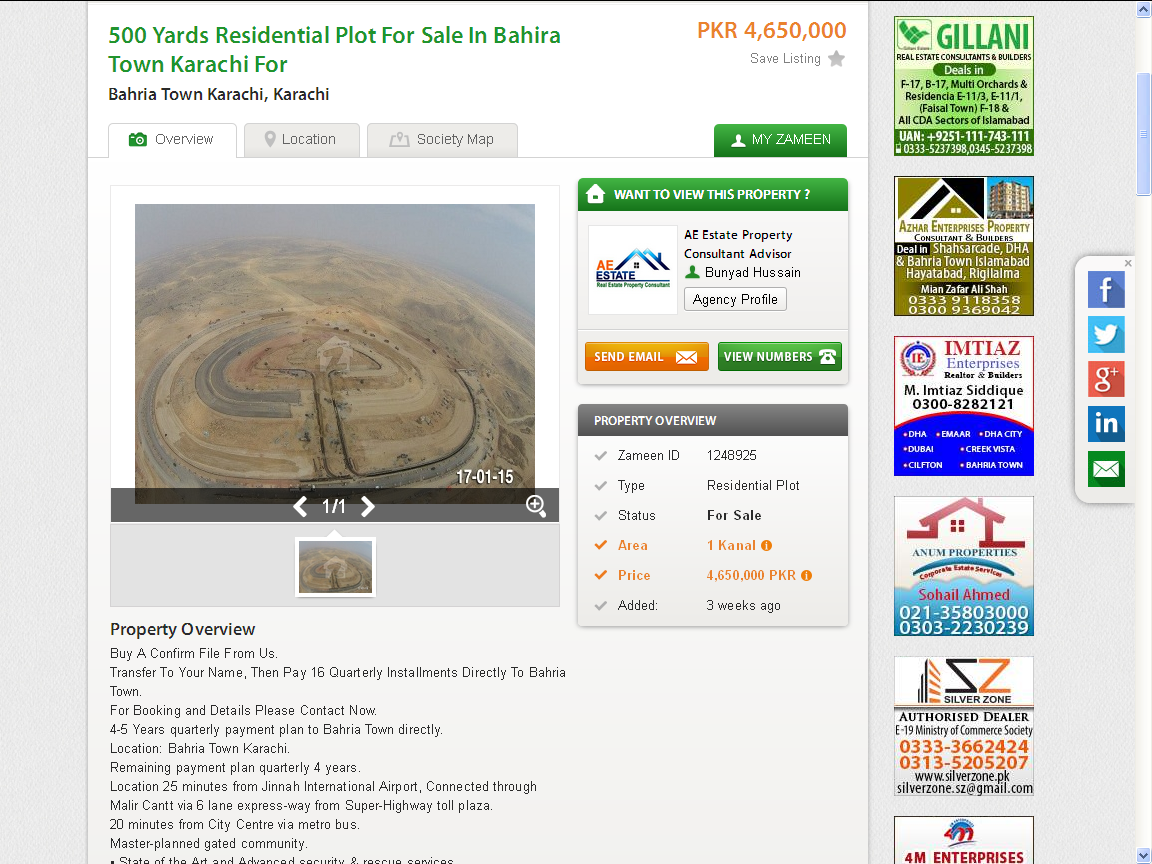 500 Yards Residential Plot For Sale In Bahira
Town Karachi For
Bahria Town Karachi, Karachi
PKR 4,650,000
Save Listing
Overview
Location
Society Map
MY ZAMEEN
17-01-15
1/1
WANT TO VIEW THIS PROPERTY ?
AE
ESTATE
Real Estate Property Consultant
AE Estate Property
Consultant Advisor
Bunyad Hussain
Agency Profile
SEND EMAIL
VIEW NUMBERS
PROPERTY OVERVIEW
Zameen ID 1248925
Type Residential Plot
Status For Sale
Area 1 Kanal
Price 4,650,000 PKR
Added: 3 weeks ago
Property Overview
Buy A Confirm File From Us.
Transfer To Your Name, Then Pay 16 Quarterly Installments Directly To Bahria
Town.
For Booking and Details Please Contact Now.
4-5 Years quarterly payment plan to Bahria Town directly.
Location: Bahria Town Karachi.
Remaining payment plan quarterly 4 years.
Location 25 minutes from Jinnah International Airport, Connected through
Malir Cantt via 6 lane express-way from Super-Highway toll plaza.
20 minutes from City Centre via metro bus.
Master-planned gated community.
• State of the Art and Advanced security & rescue services
GILLANI
REAL ESTATE CONSULTANTS & BUILDERS
Deals in
F-17, B-17, Multi Orchards &
Residencia E-11/3, E-11/1,
(Faisal Town) F-18 &
All CDA Sectors of Islamabad
UAN: +9251-111-743-111
0333-5237398,0345-5237398
AZHAR ENTERPRISES PROPERTY
CONSULTANT & BUILDERS
Deal in Shahsarcade, DHA
& Bahria Town Islamabad
Hayatabad, Rigilalma
Mian Zafar Ali Shah
0333 9118358
0300 9369042
IE
IMTIAZ
Enterprises
Realtor & Builders
M. Imtiaz Siddique
0300-8282121
• DHA • EMAAR • DHA CITY
• DUBAI • CREEK VISTA
• CILFTON • BAHRIA TOWN
ANUM PROPERTIES
Corporate Estate Services
Sohail Ahmed
021-35803000
0303-2230239
SZ
SILVER ZONE
AUTHORISED DEALER
E-19 Ministry of Commerce Society
0333-3662424
0313-5205207
www.silverzone.pk
silverzone.sz@gmail.com
4M ENTERPRISES
f
g+
in